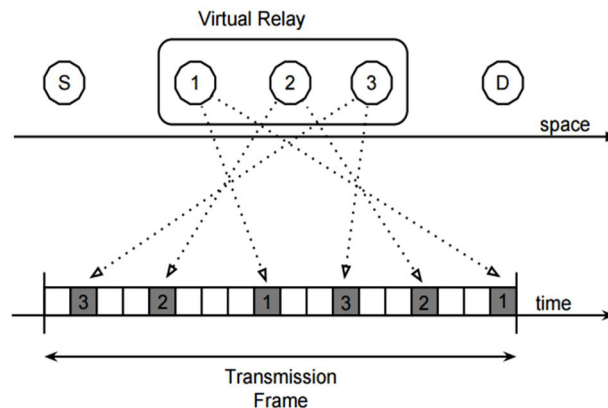 Virtual Relay
S 1 2 3 D
space
3 2 1 3 2 1 time
Transmission
Frame